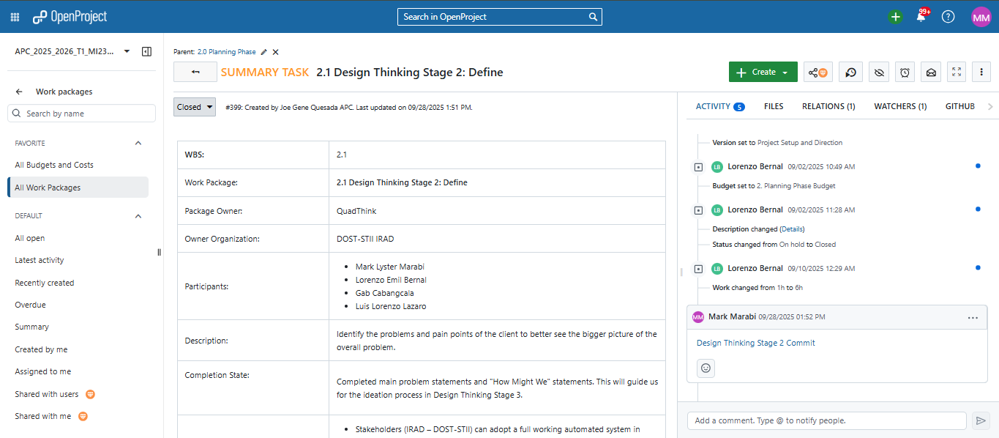 OpenProject
Search in OpenProject
99+
MM
APC_2025_2026_T1_MI23...
Work packages
Search by name
FAVORITE
All Budgets and Costs
All Work Packages
DEFAULT
All open
Latest activity
Recently created
Overdue
Summary
Created by me
Assigned to me
Shared with users
Shared with me
Parent: 2.0 Planning Phase
SUMMARY TASK 2.1 Design Thinking Stage 2: Define
Create
Closed
#399: Created by Joe Gene Quesada APC. Last updated on 09/28/2025 1:51 PM.
WBS: 2.1
Work Package: 2.1 Design Thinking Stage 2: Define
Package Owner: QuadThink
Owner Organization: DOST-STII IRAD
Participants:
• Mark Lyster Marabi
• Lorenzo Emil Bernal
• Gab Cabangcala
• Luis Lorenzo Lazaro
Description:
Identify the problems and pain points of the client to better see the bigger picture of the
overall problem.
Completion State:
Completed main problem statements and "How Might We" statements. This will guide us
for the ideation process in Design Thinking Stage 3.
• Stakeholders (IRAD – DOST-STII) can adopt a full working automated system in
ACTIVITY 5 FILES RELATIONS (1) WATCHERS (1) GITHUB
Version set to Project Setup and Direction
LB Lorenzo Bernal 09/02/2025 10:49 AM
Budget set to 2. Planning Phase Budget
LB Lorenzo Bernal 09/02/2025 11:28 AM
Description changed (Details)
Status changed from On hold to Closed
LB Lorenzo Bernal 09/10/2025 12:29 AM
Work changed from 1h to 6h
MM Mark Marabi 09/28/2025 01:52 PM
Design Thinking Stage 2 Commit
Add a comment. Type @ to notify people.